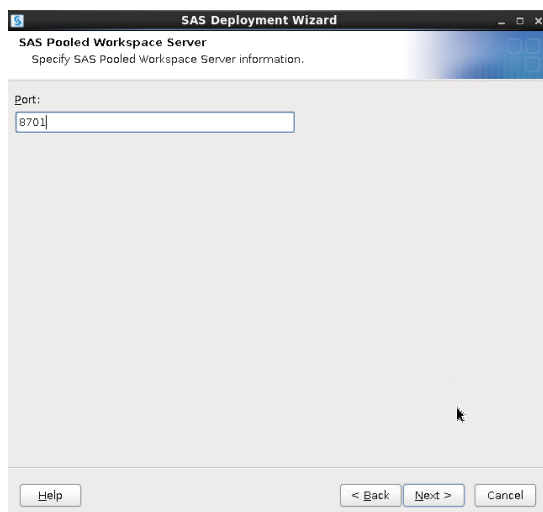 SAS Deployment Wizard
SAS Pooled Workspace Server
Specify SAS Pooled Workspace Server information.
Port:
8701
Help
< Back
Next >
Cancel